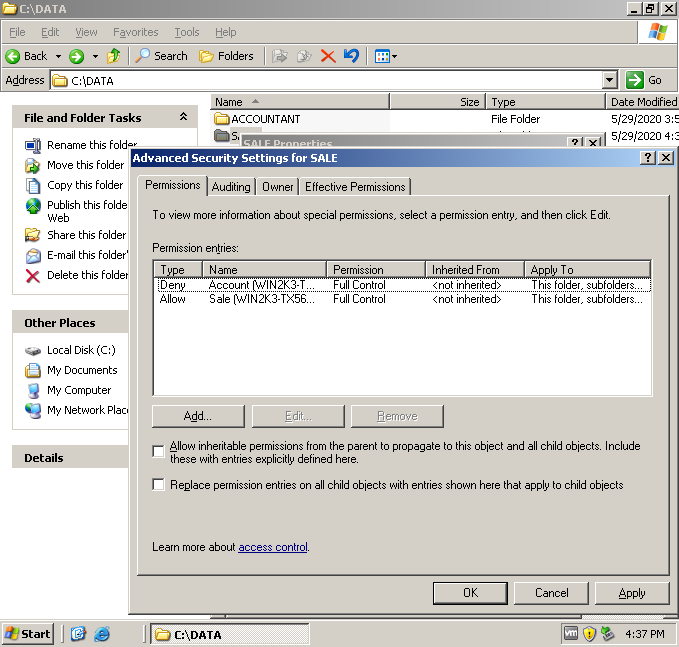 C:\DATA
File Edit View Favorites Tools Help
Back Search Folders
Address C:\DATA Go
File and Folder Tasks
Rename this folder
Move this folder
Copy this folder
Publish this folde
Web
Share this folder
E-mail this folder'
Delete this folder
Other Places
Local Disk (C:)
My Documents
My Computer
My Network Plac
Details
Name Size Type Date Modified
ACCOUNTANT File Folder 5/29/2020 3:5
5/29/2020 4:3
SALE Properties
Advanced Security Settings for SALE
Permissions Auditing Owner Effective Permissions
To view more information about special permissions, select a permission entry, and then click Edit.
Permission entries:
Type Name Permission Inherited From Apply To
Deny Account (WIN2K3-T... Full Control <not inherited> This folder, subfolders...
Allow Sale (WIN2K3-TX56... Full Control <not inherited> This folder, subfolders...
Add... Edit... Remove
Allow inheritable permissions from the parent to propagate to this object and all child objects. Include
these with entries explicitly defined here.
Replace permission entries on all child objects with entries shown here that apply to child objects
Learn more about access control.
OK Cancel Apply
Start C:\DATA vm 4:37 PM